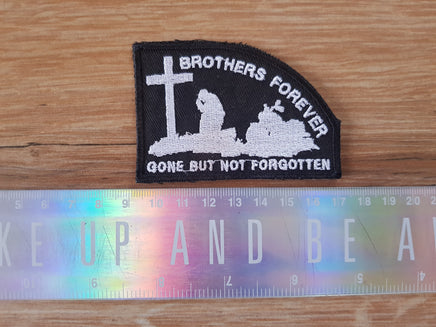 BROTHERS FOREVER
GONE BUT NOT FORGOTTEN
KE UP AND BE A